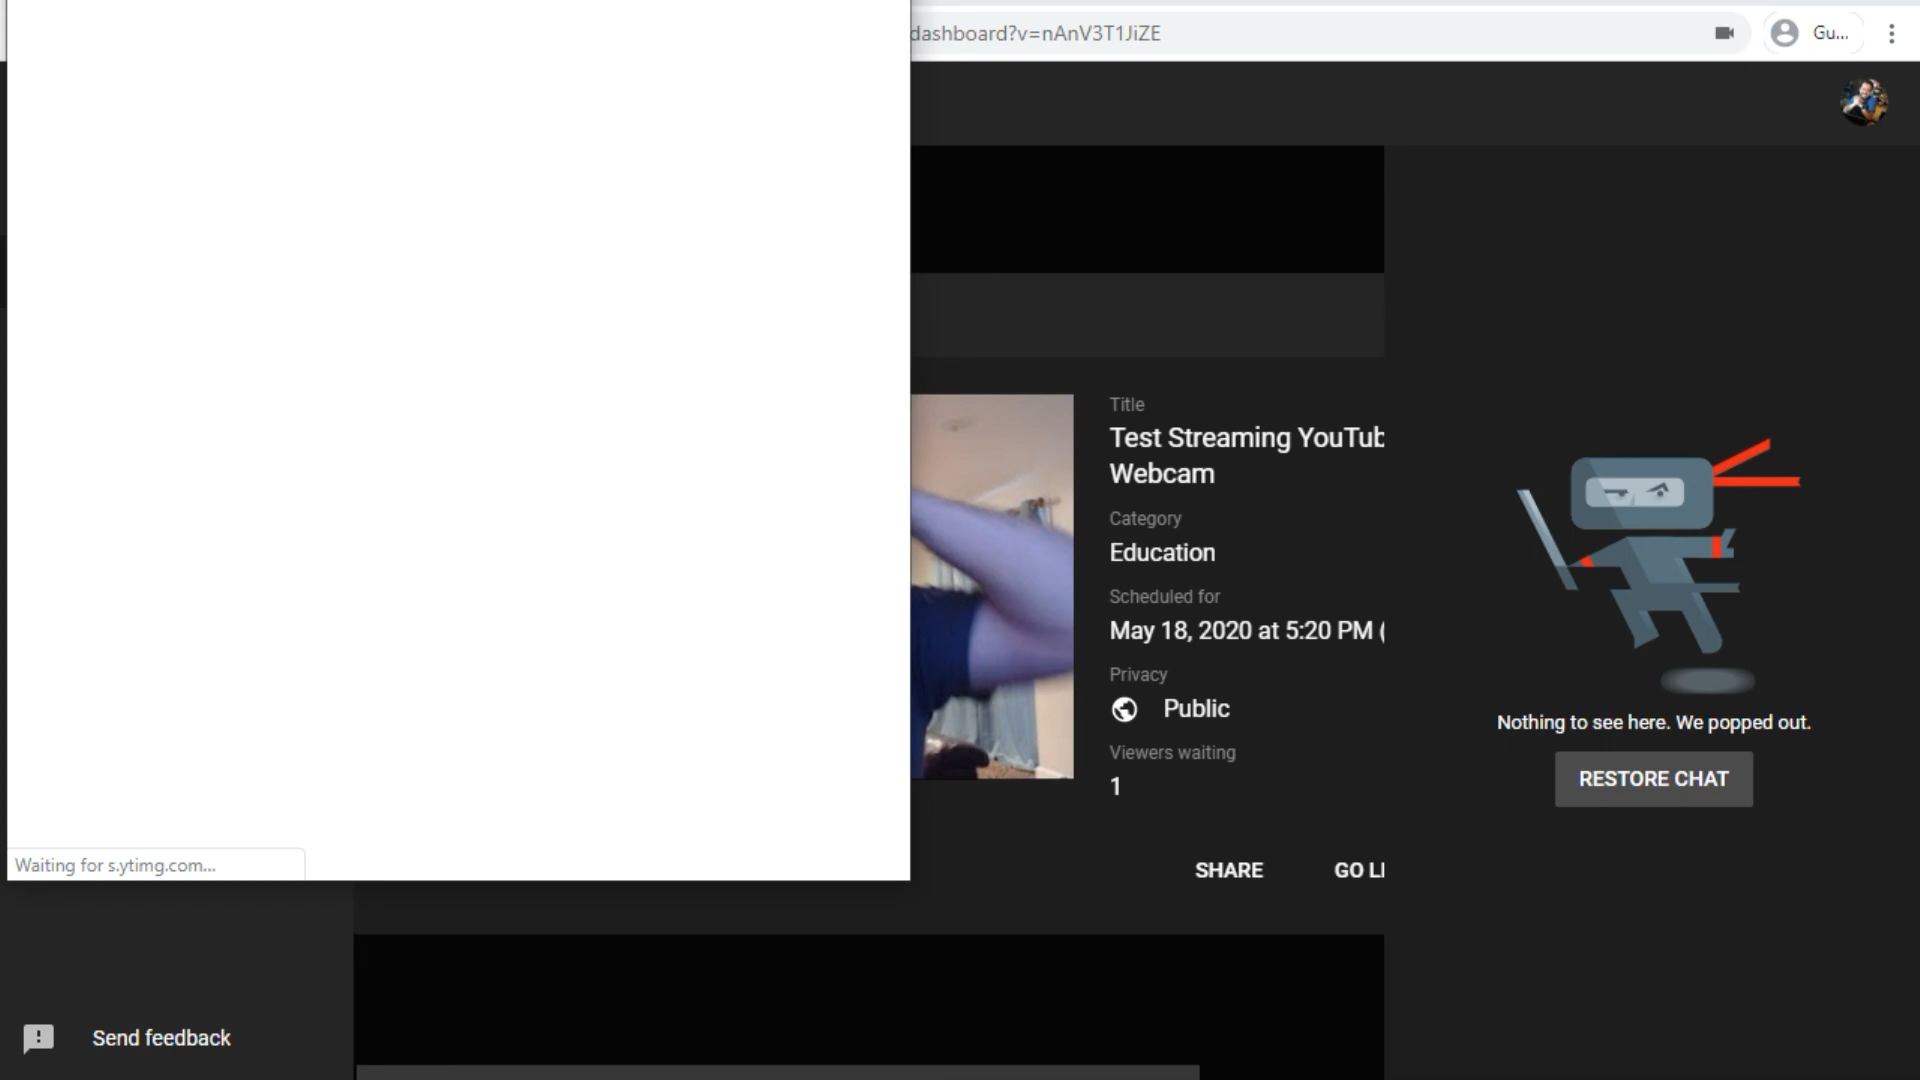 dashboard?v=nAnV3T1JiZE
Gu...
Title
Test Streaming YouTub
Webcam
Category
Education
Scheduled for
May 18, 2020 at 5:20 PM (
Privacy
Public
Viewers waiting
1
SHARE
GO LI
Nothing to see here. We popped out.
RESTORE CHAT
Waiting for s.ytimg.com...
Send feedback